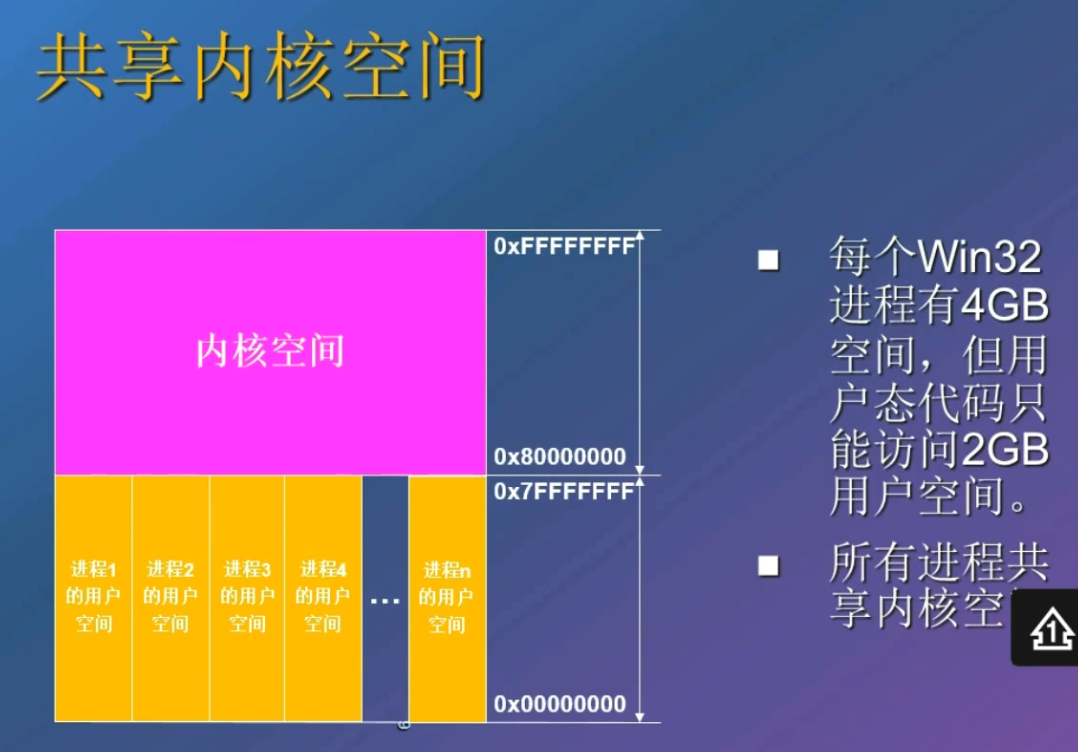 共享内核空间
0xFFFFFFFF
内核空间
0x80000000
0x7FFFFFFF
进程1
的用户
空间
进程2
的用户
空间
进程3
的用户
空间
进程4
的用户
空间
...
进程n
的用户
空间
0x00000000
每个Win32
进程有4GB
空间，但用
户态代码只
能访问2GB
用户空间。
所有进程共
享内核空
1